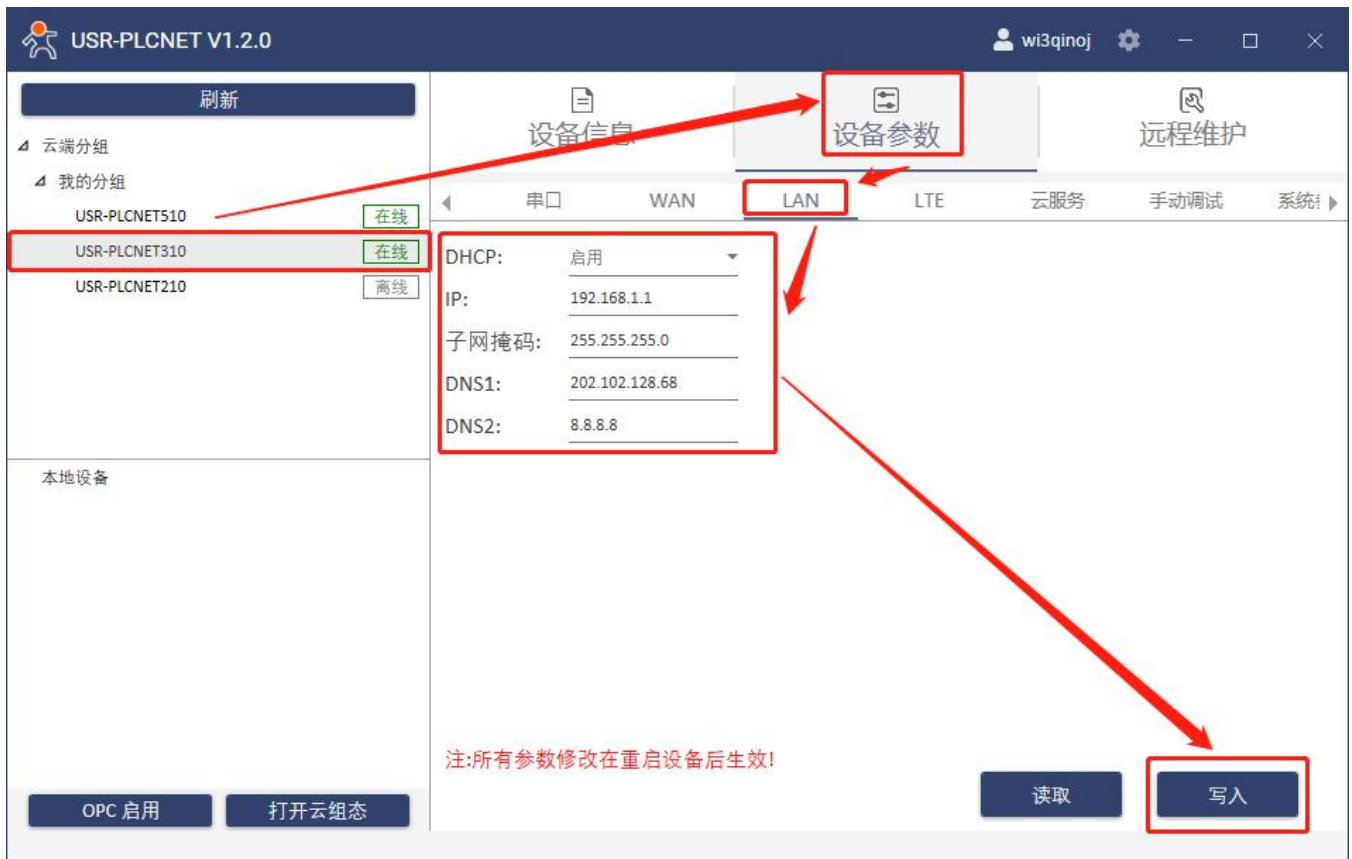 USR-PLCNET V1.2.0
wi3qinoj
刷新
云端分组
我的分组
USR-PLCNET510 在线
USR-PLCNET310 在线
USR-PLCNET210 离线
本地设备
OPC 启用 打开云组态
设备信息 设备参数 远程维护
串口 WAN LAN LTE 云服务 手动调试 系统
DHCP: 启用
IP: 192.168.1.1
子网掩码: 255.255.255.0
DNS1: 202.102.128.68
DNS2: 8.8.8.8
注:所有参数修改在重启设备后生效!
读取 写入